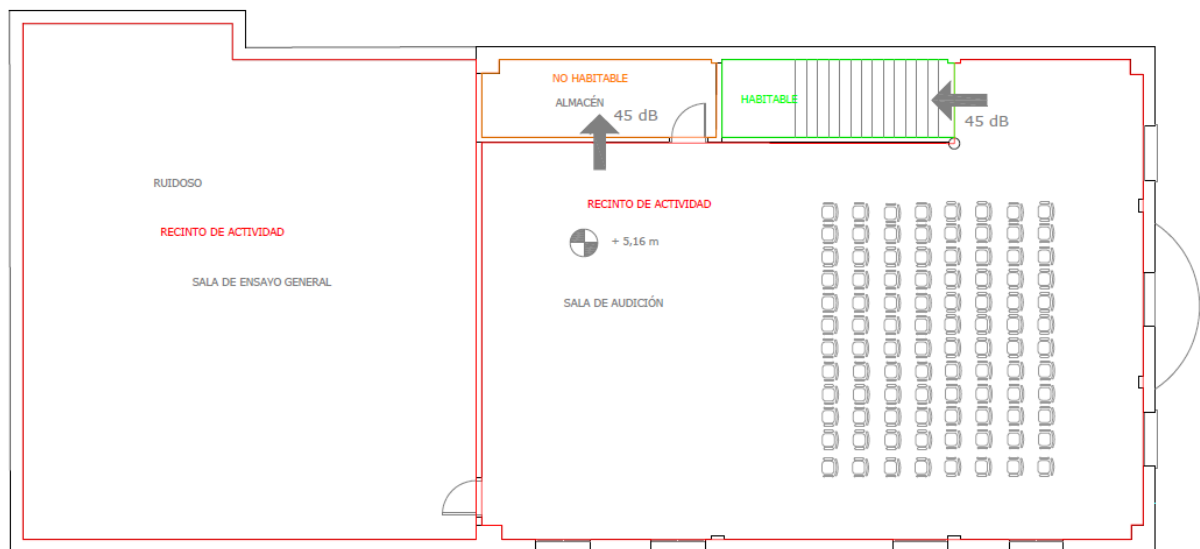 NO HABITABLE
ALMACÉN
45 dB
HABITABLE
45 dB
RUIDOSO
RECINTO DE ACTIVIDAD
SALA DE ENSAYO GENERAL
RECINTO DE ACTIVIDAD
+ 5,16 m
SALA DE AUDICIÓN